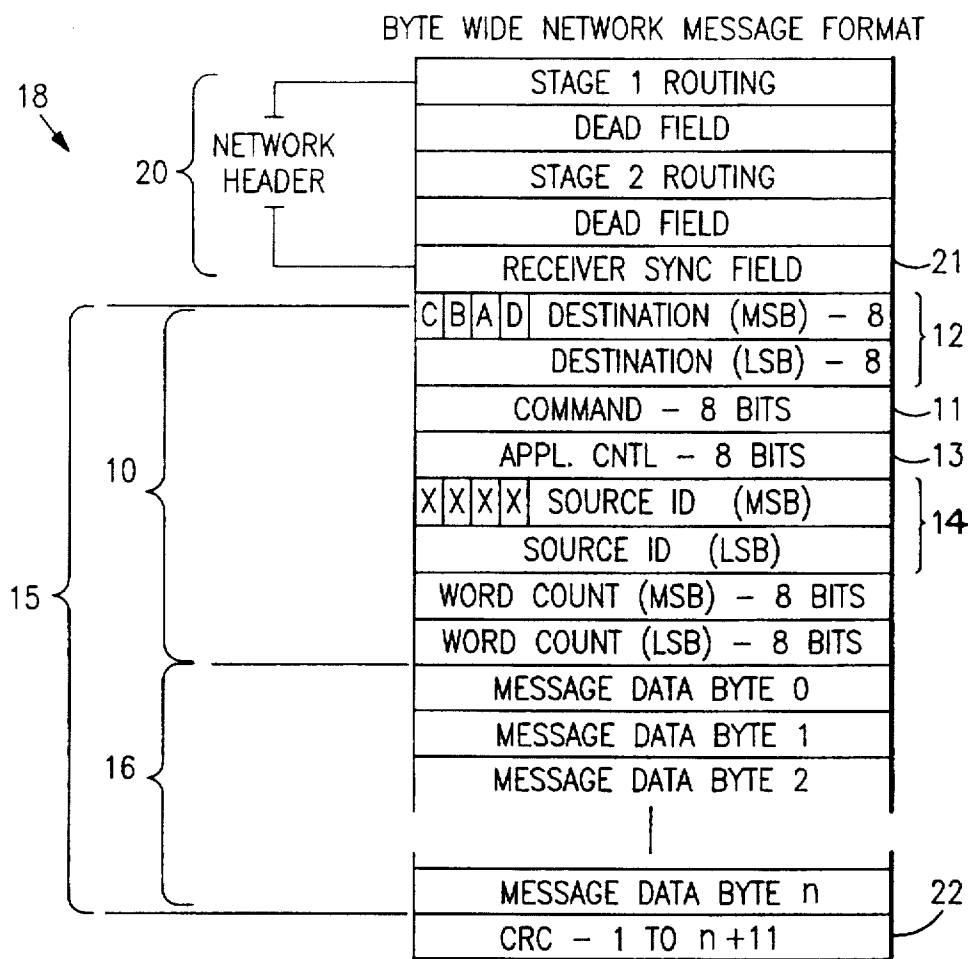 BYTE WIDE NETWORK MESSAGE FORMAT
18
20
NETWORK
HEADER
STAGE 1 ROUTING
DEAD FIELD
STAGE 2 ROUTING
DEAD FIELD
RECEIVER SYNC FIELD
21
C B A D DESTINATION (MSB) - 8
DESTINATION (LSB) - 8
12
COMMAND - 8 BITS
11
APPL. CNTL - 8 BITS
13
10
X X X X SOURCE ID (MSB)
SOURCE ID (LSB)
14
15
WORD COUNT (MSB) - 8 BITS
WORD COUNT (LSB) - 8 BITS
MESSAGE DATA BYTE 0
MESSAGE DATA BYTE 1
16
MESSAGE DATA BYTE 2
MESSAGE DATA BYTE n
22
CRC - 1 TO n+11